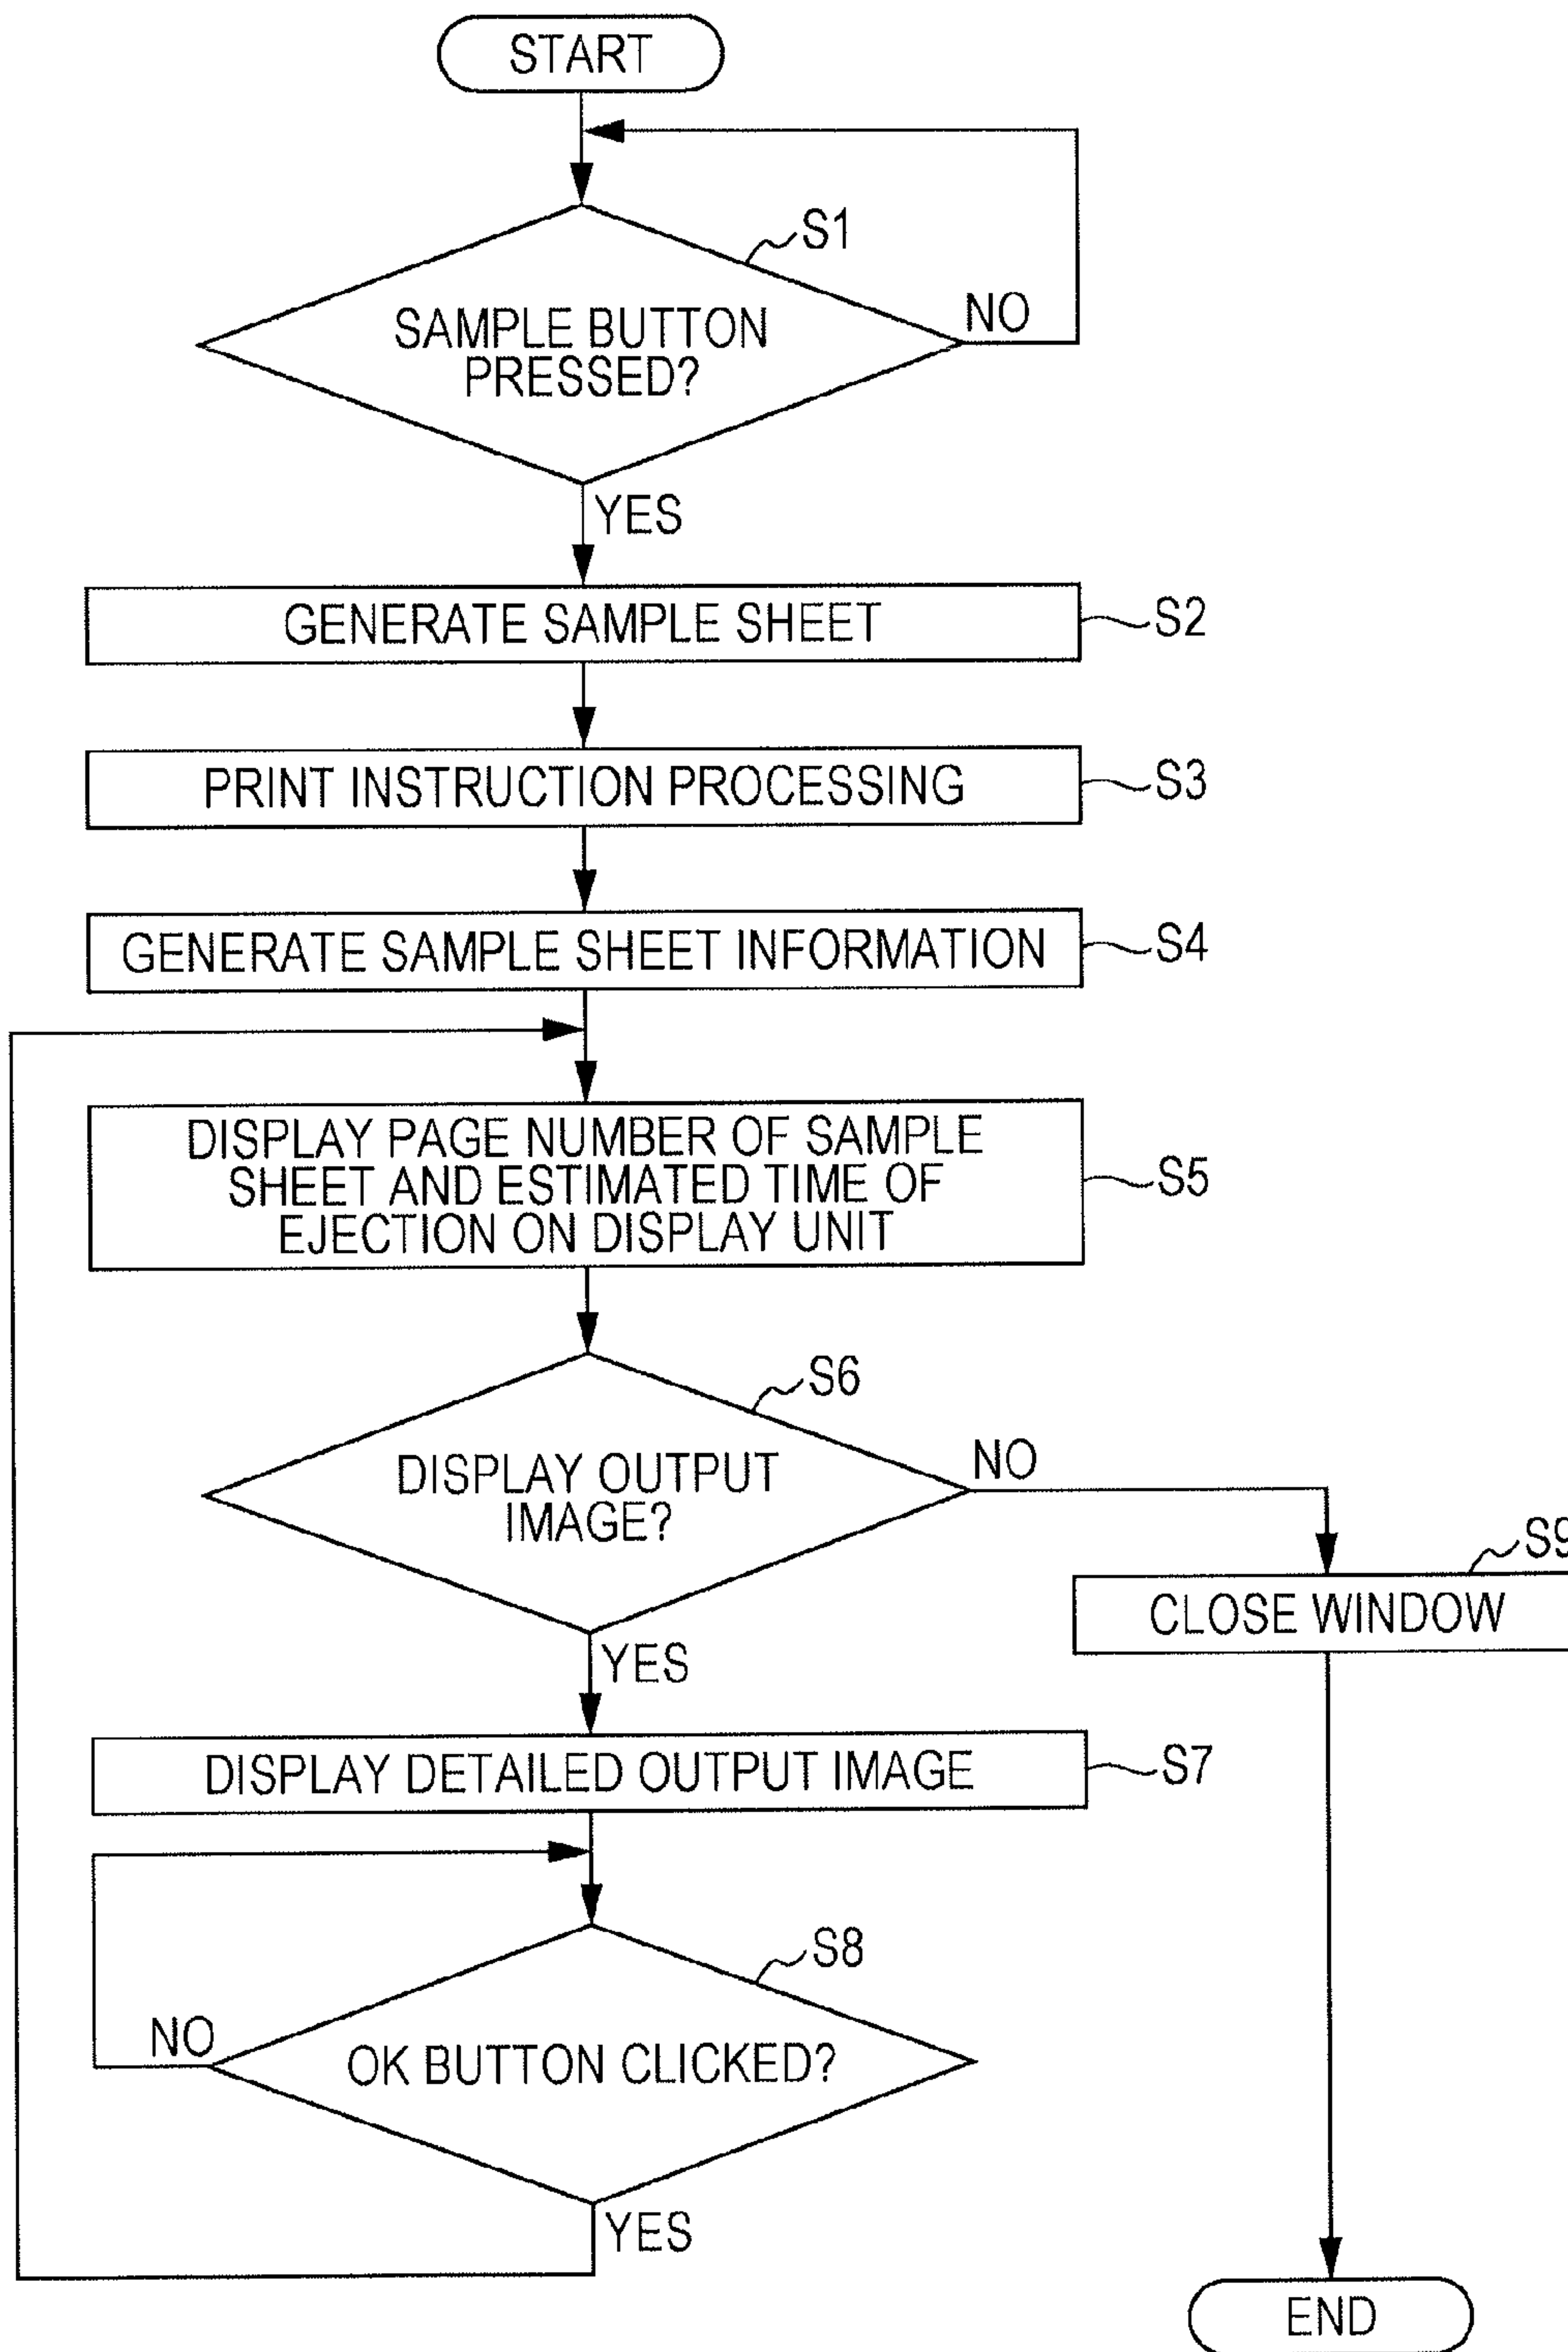 START
S1
SAMPLE BUTTON
PRESSED?
NO
YES
GENERATE SAMPLE SHEET
S2
PRINT INSTRUCTION PROCESSING
S3
GENERATE SAMPLE SHEET INFORMATION
S4
DISPLAY PAGE NUMBER OF SAMPLE
SHEET AND ESTIMATED TIME OF
EJECTION ON DISPLAY UNIT
S5
S6
DISPLAY OUTPUT
IMAGE?
NO
S9
CLOSE WINDOW
YES
DISPLAY DETAILED OUTPUT IMAGE
S7
S8
NO
OK BUTTON CLICKED?
YES
END